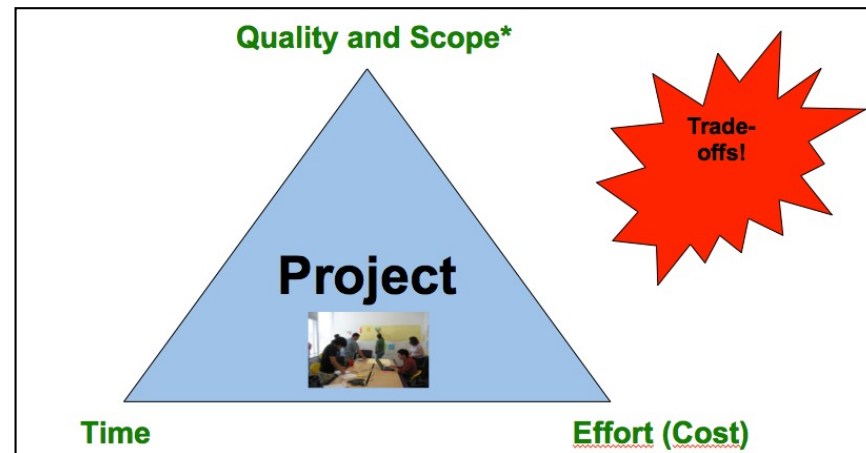 Quality and Scope*
Trade-
offs!
Project
Time
Effort (Cost)